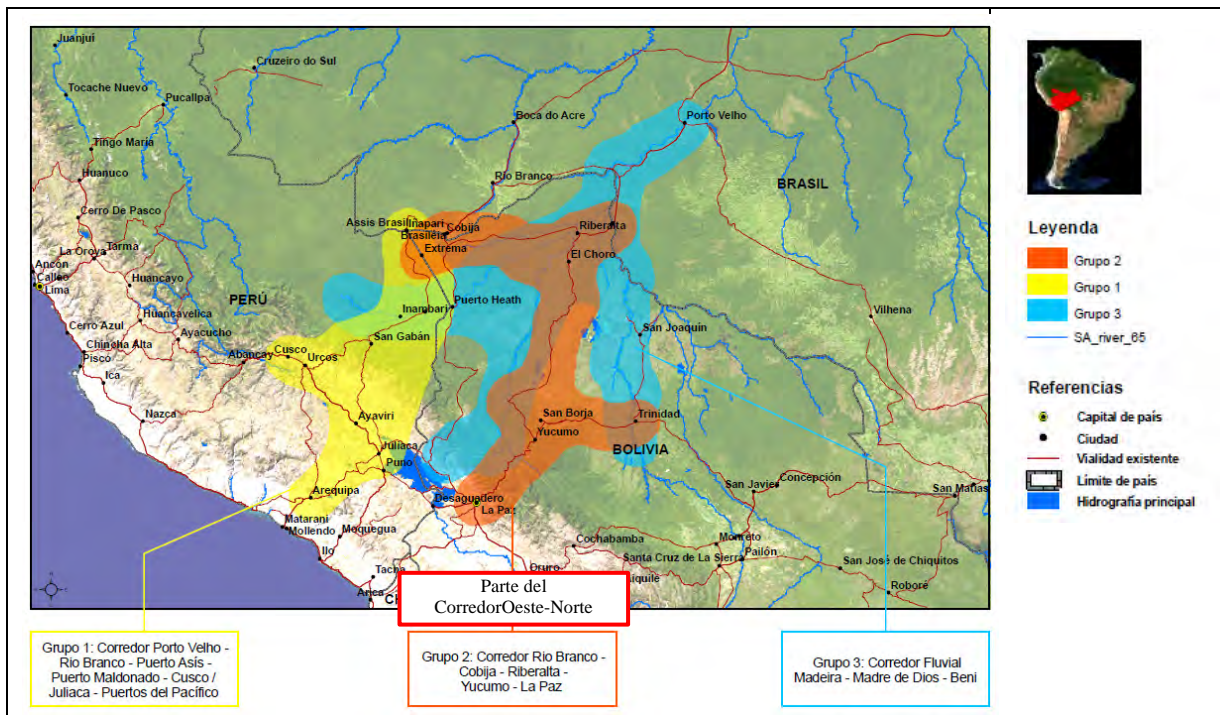 Juanjuí
Cruzeiro do Sul
Tocache Nuevo
Pucallpa
Boca do Acre
Porto Velho
Tingo Maria
Huanuco
Rio Branco
BRASIL
Cerro De Pasco
Assis Brasil
Iñapari
Cobija
Brasiléia
Riberalta
La Oroya
Tarma
Extrema
El Choro
Ancón
Callao
Lima
Huancayo
PERÚ
Puerto Heath
Inambari
Vilhena
Huancavelica
Cerro Azul
Ayacucho
San Gabán
San Joaquín
Chincha Alta
Pisco
Abancay
Cusco
Urcos
Ica
Nazca
Ayaviri
San Borja
Trinidad
Yucumo
BOLIVIA
Juliaca
Puno
San Javier
Concepción
San Matías
Arequipa
Desaguadero
La Paz
Matarani
Mollendo
Moquegua
Ilo
Cochabamba
Montero
Santa Cruz de La Sierra
Pailón
San José de Chiquitos
Tacna
Oruro
Roboré
Arica
Parte del
CorredorOeste-Norte
Leyenda
Grupo 2
Grupo 1
Grupo 3
SA_river_65
Referencias
Capital de país
Ciudad
Vialidad existente
Límite de país
Hidrografía principal
Grupo 1: Corredor Porto Velho -
Rio Branco - Puerto Asís -
Puerto Maldonado - Cusco /
Juliaca - Puertos del Pacífico
Grupo 2: Corredor Rio Branco -
Cobija - Riberalta -
Yucumo - La Paz
Grupo 3: Corredor Fluvial
Madeira - Madre de Dios - Beni